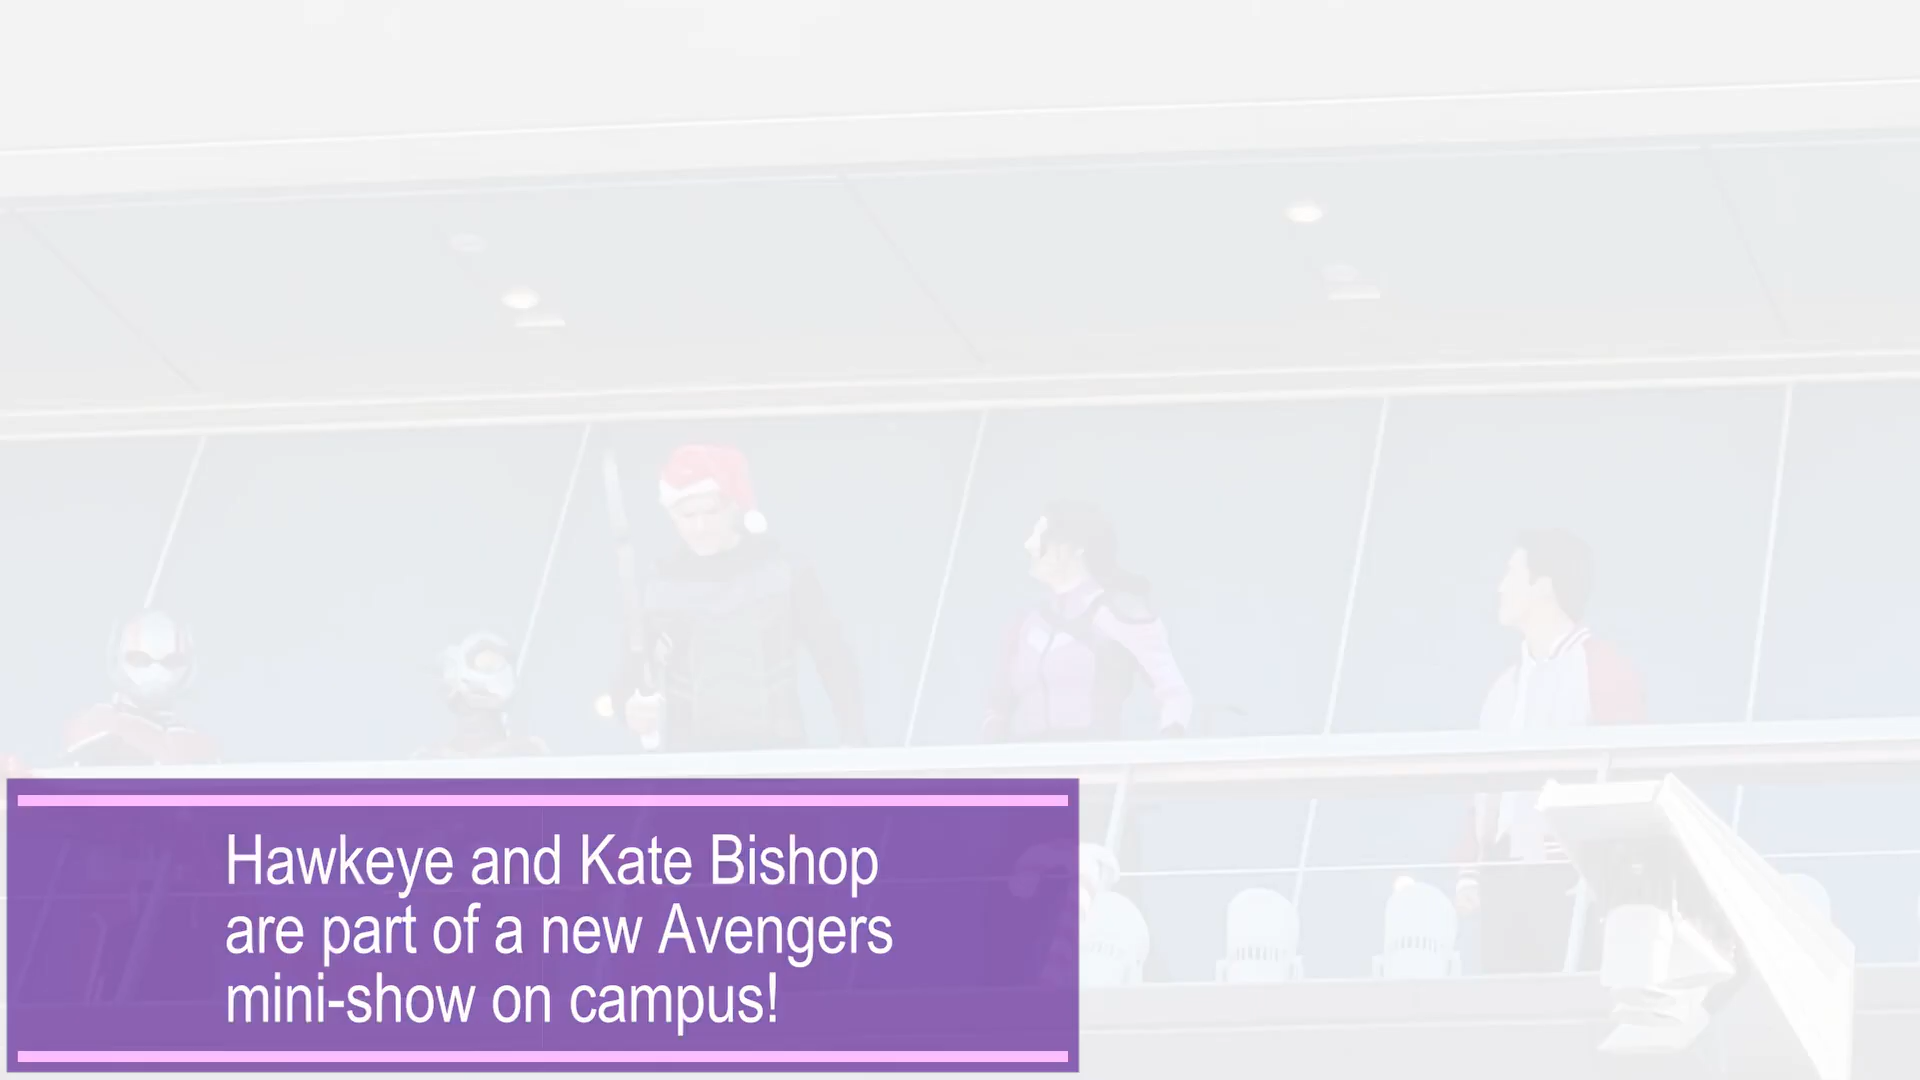 Hawkeye and Kate Bishop
are part of a new Avengers
mini-show on campus!